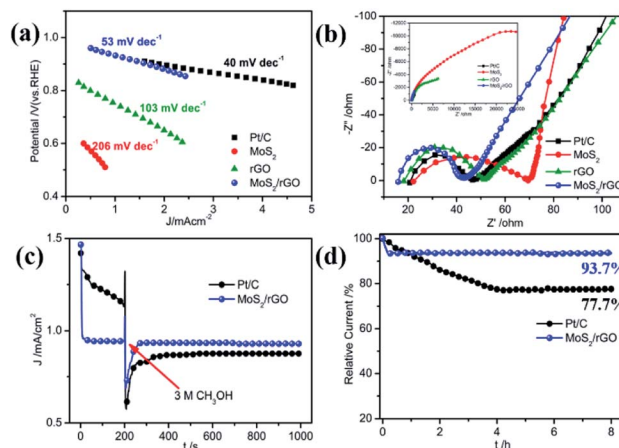 (a)
53 mV dec⁻¹
40 mV dec⁻¹
103 mV dec⁻¹
206 mV dec⁻¹
Pt/C
MoS₂
rGO
MoS₂/rGO
Potential /V(vs.RHE)
1.0
0.8
0.6
0.4
0 1 2 3 4 5
J/mAcm⁻²
(b)
Pt/C
MoS₂
rGO
MoS₂/rGO
Pt/C
MoS₂
rGO
MoS₂/rGO
-Z'' /ohm
-100
-80
-60
-40
-20
0
20 40 60 80 100
Z' /ohm
(c)
Pt/C
MoS₂/rGO
3 M CH₃OH
J /mA/cm²
1.5
1.0
0.5
0 200 400 600 800 1000
t /s
(d)
93.7%
77.7%
Pt/C
MoS₂/rGO
Relative Current /%
100
80
60
40
20
0 2 4 6 8
t /h